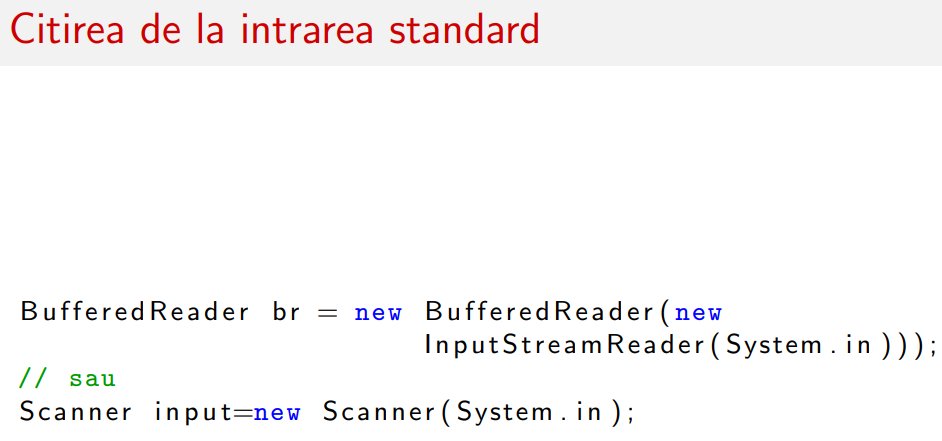 Citirea de la intrarea standard
BufferedReader br = new BufferedReader(new
InputStreamReader(System.in)));
// sau
Scanner input=new Scanner(System.in);